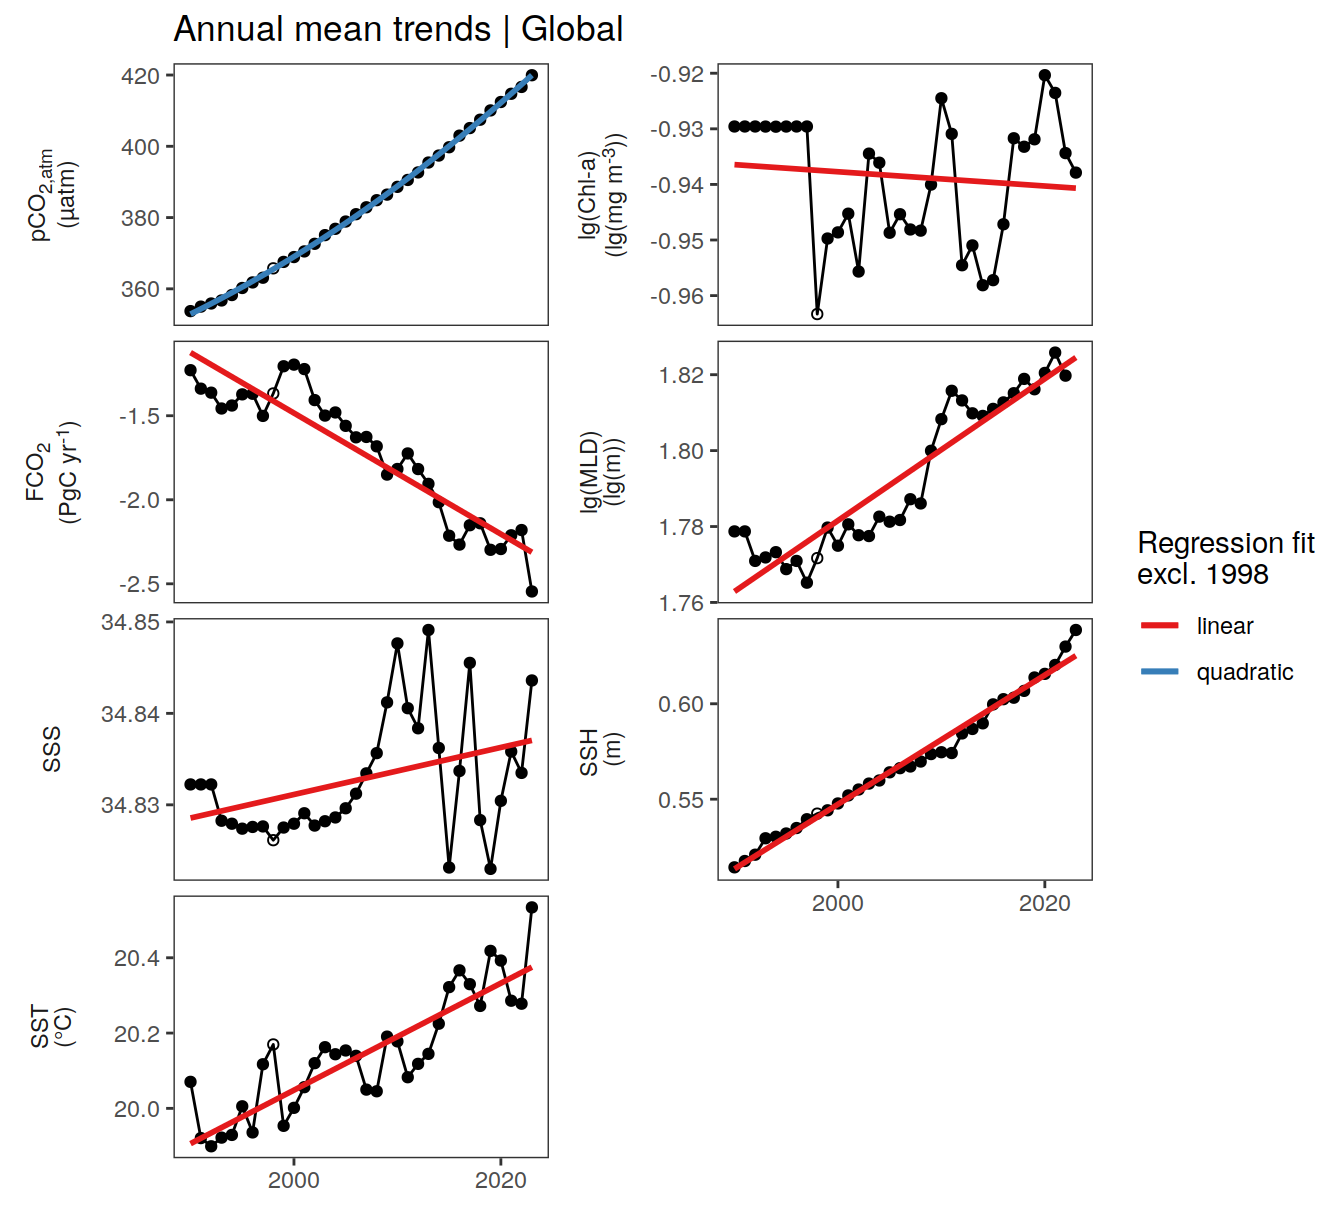 Annual mean trends | Global
pCO2,atm
(µatm)
420
400
380
360
lg(Chl-a)
(lg(mg m-3))
-0.92
-0.93
-0.94
-0.95
-0.96
FCO2
(PgC yr-1)
-1.5
-2.0
-2.5
lg(MLD)
(lg(m))
1.82
1.80
1.78
1.76
SSS
34.85
34.84
34.83
SSH
(m)
0.60
0.55
2000 2020
SST
(°C)
20.4
20.2
20.0
2000 2020
Regression fit
excl. 1998
linear
quadratic